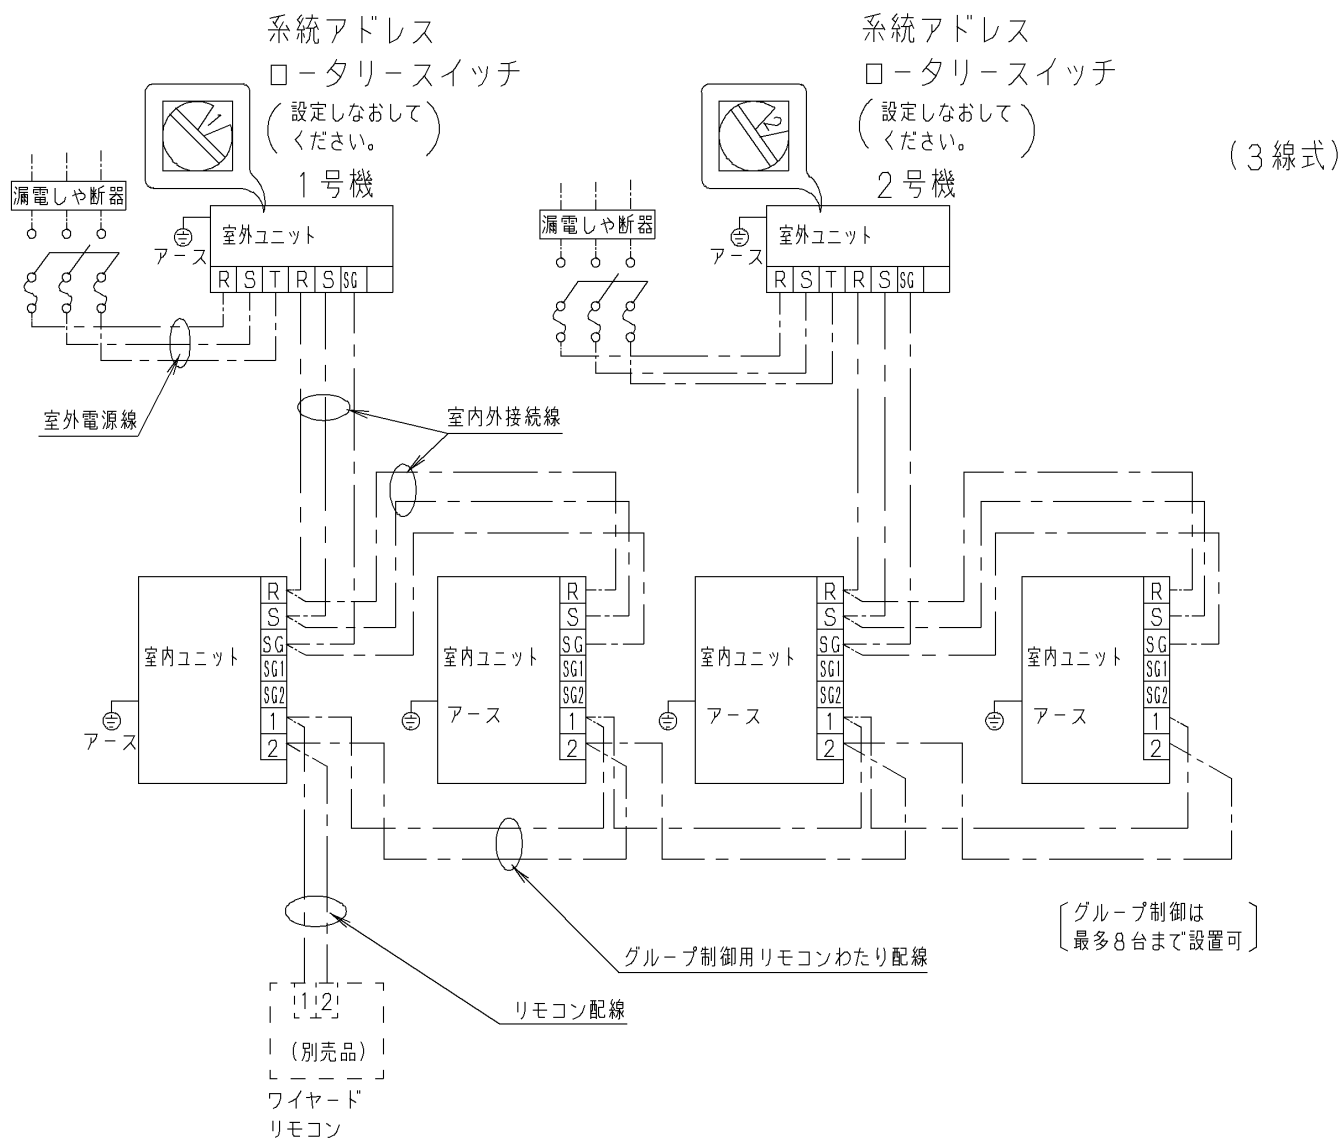 系統アドレス
ロータリースイッチ
(設定しなおして
ください。)
1
1号機
系統アドレス
ロータリースイッチ
(設定しなおして
ください。)
2
2号機
(3線式)
漏電しゃ断器
アース
室外ユニット
R S T R S SG
漏電しゃ断器
アース
室外ユニット
R S T R S SG
室外電源線
室内外接続線
室内ユニット
アース
R
S
SG
SG1
SG2
1
2
室内ユニット
アース
R
S
SG
SG1
SG2
1
2
室内ユニット
アース
R
S
SG
SG1
SG2
1
2
室内ユニット
アース
R
S
SG
SG1
SG2
1
2
グループ制御は
最多8台まで設置可
グループ制御用リモコンわたり配線
リモコン配線
1 2
(別売品)
ワイヤード
リモコン